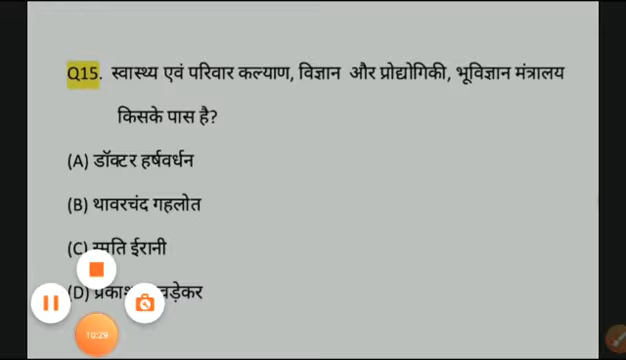 Q15. स्वास्थ्य एवं परिवार कल्याण, विज्ञान और प्रोद्योगिकी, भूविज्ञान मंत्रालय
किसके पास है?
(A) डॉक्टर हर्षवर्धन
(B) थावरचंद गहलोत
(C) ईरानी
(D)
10:29